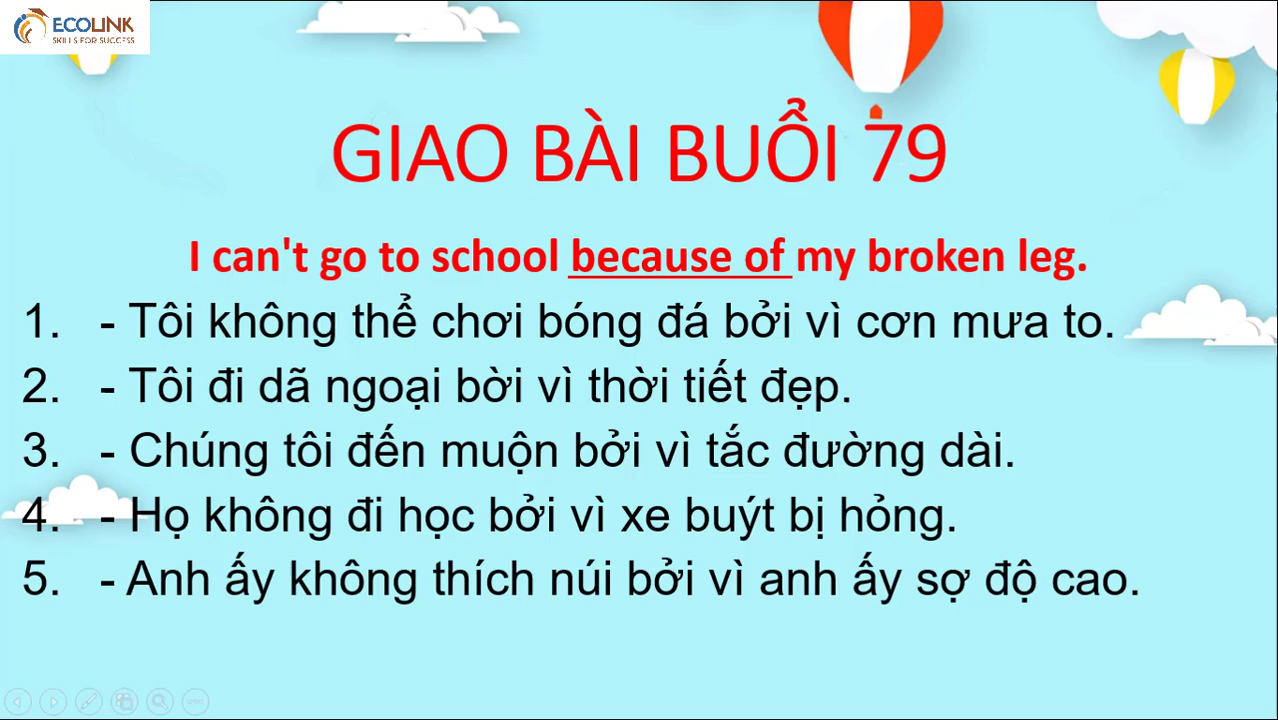 ECOLINK
SKILLS FOR SUCCESS
GIAO BÀI BUỔI 79
I can't go to school because of my broken leg.
1. - Tôi không thể chơi bóng đá bởi vì cơn mưa to.
2. - Tôi đi dã ngoại bời vì thời tiết đẹp.
3. - Chúng tôi đến muộn bởi vì tắc đường dài.
4. - Họ không đi học bởi vì xe buýt bị hỏng.
5. - Anh ấy không thích núi bởi vì anh ấy sợ độ cao.